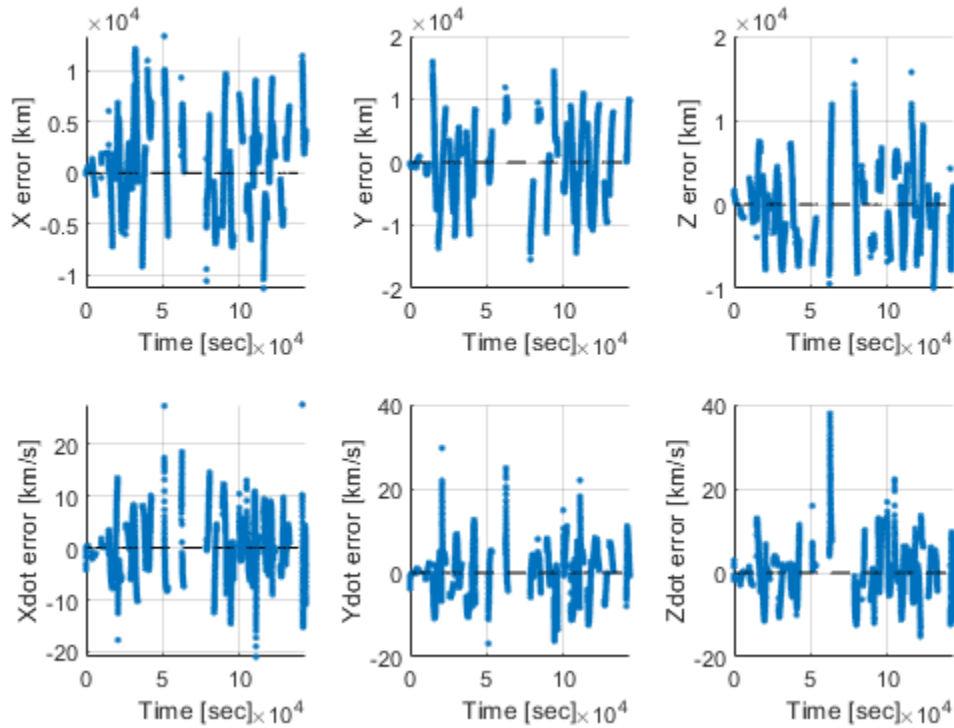 ×10⁴
X error [km]
1
0.5
0
-0.5
-1
0 5 10
Time [sec] ×10⁴
×10⁴
Y error [km]
2
1
0
-1
-2
0 5 10
Time [sec] ×10⁴
×10⁴
Z error [km]
2
1
0
-1
0 5 10
Time [sec] ×10⁴
Xdot error [km/s]
20
10
0
-10
-20
0 5 10
Time [sec] ×10⁴
Ydot error [km/s]
40
20
0
-20
0 5 10
Time [sec] ×10⁴
Zdot error [km/s]
40
20
0
-20
0 5 10
Time [sec] ×10⁴